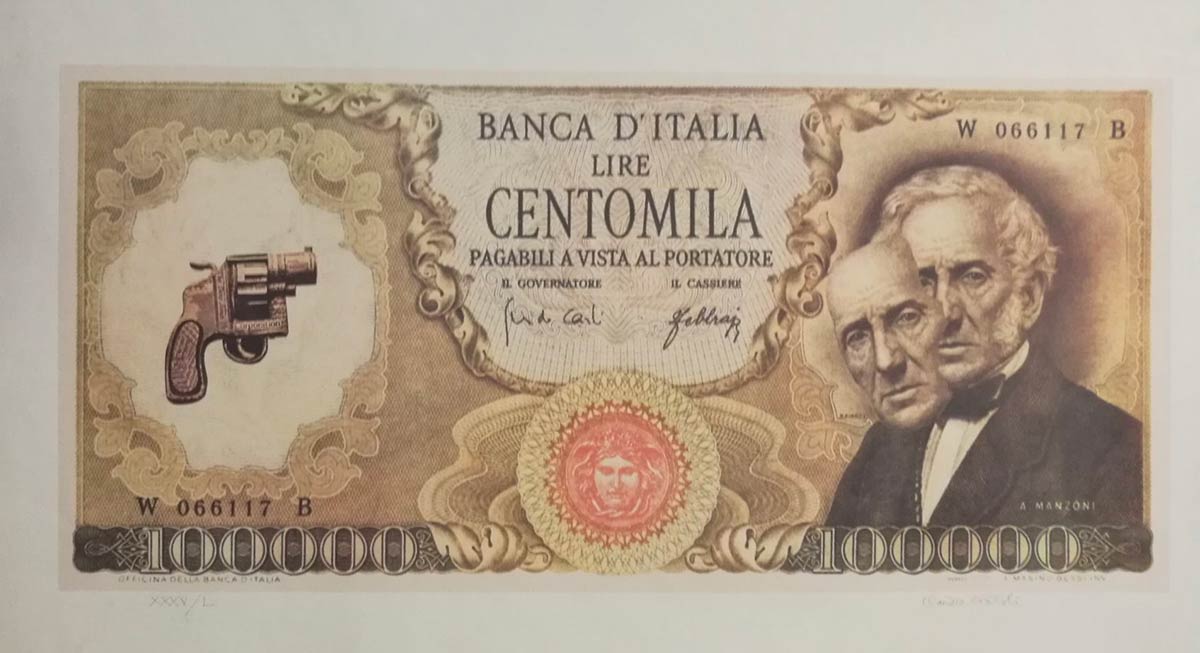 BANCA D'ITALIA
LIRE
CENTOMILA
PAGABILI A VISTA AL PORTATORE
IL GOVERNATORE IL CASSIERE
W 066117 B
W 066117 B
A. MANZONI
100000 100000
OFFICINA DELLA BANCA D'ITALIA
XXXV/L